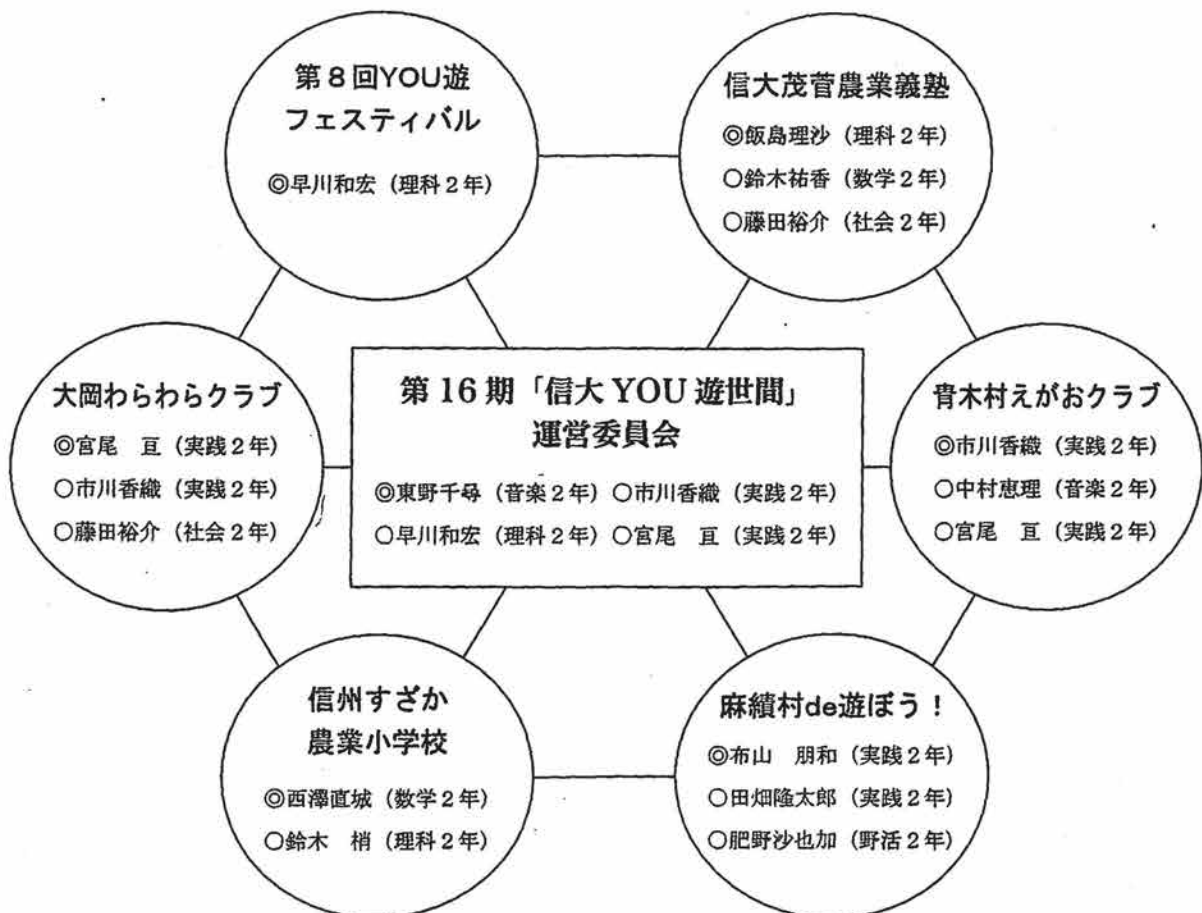 第8回YOU遊
フェスティバル
◎早川和宏（理科2年）
信大茂菅農業義塾
◎飯島理沙（理科2年）
○鈴木祐香（数学2年）
○藤田裕介（社会2年）
大岡わらわらクラブ
◎宮尾　亘（実践2年）
○市川香織（実践2年）
○藤田裕介（社会2年）
第16期「信大YOU遊世間」
運営委員会
◎東野千尋（音楽2年）○市川香織（実践2年）
○早川和宏（理科2年）○宮尾　亘（実践2年）
青木村えがおクラブ
◎市川香織（実践2年）
○中村恵理（音楽2年）
○宮尾　亘（実践2年）
信州すざか
農業小学校
◎西澤直城（数学2年）
○鈴木　梢（理科2年）
麻績村de遊ぼう！
◎布山　朋和（実践2年）
○田畑隆太郎（実践2年）
○肥野沙也加（野活2年）